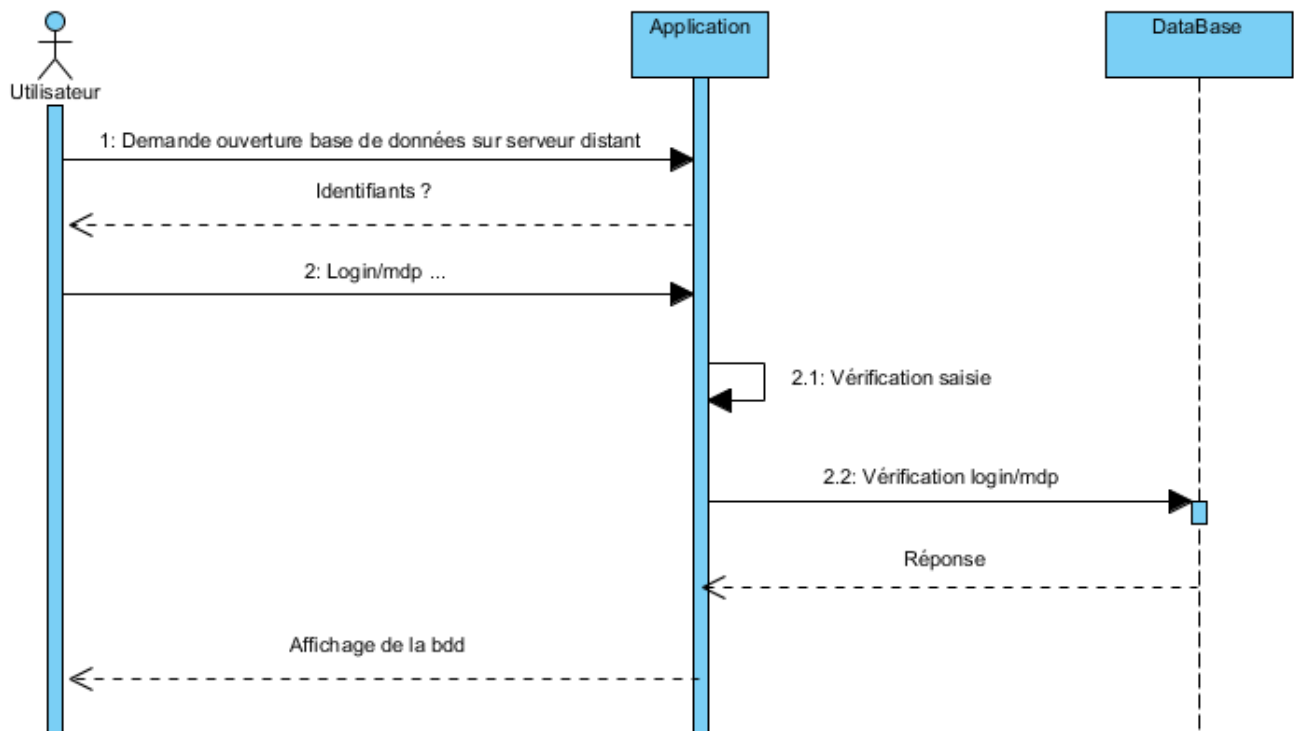 Application
DataBase
Utilisateur
1: Demande ouverture base de données sur serveur distant
Identifiants ?
2: Login/mdp ...
2.1: Vérification saisie
2.2: Vérification login/mdp
Réponse
Affichage de la bdd